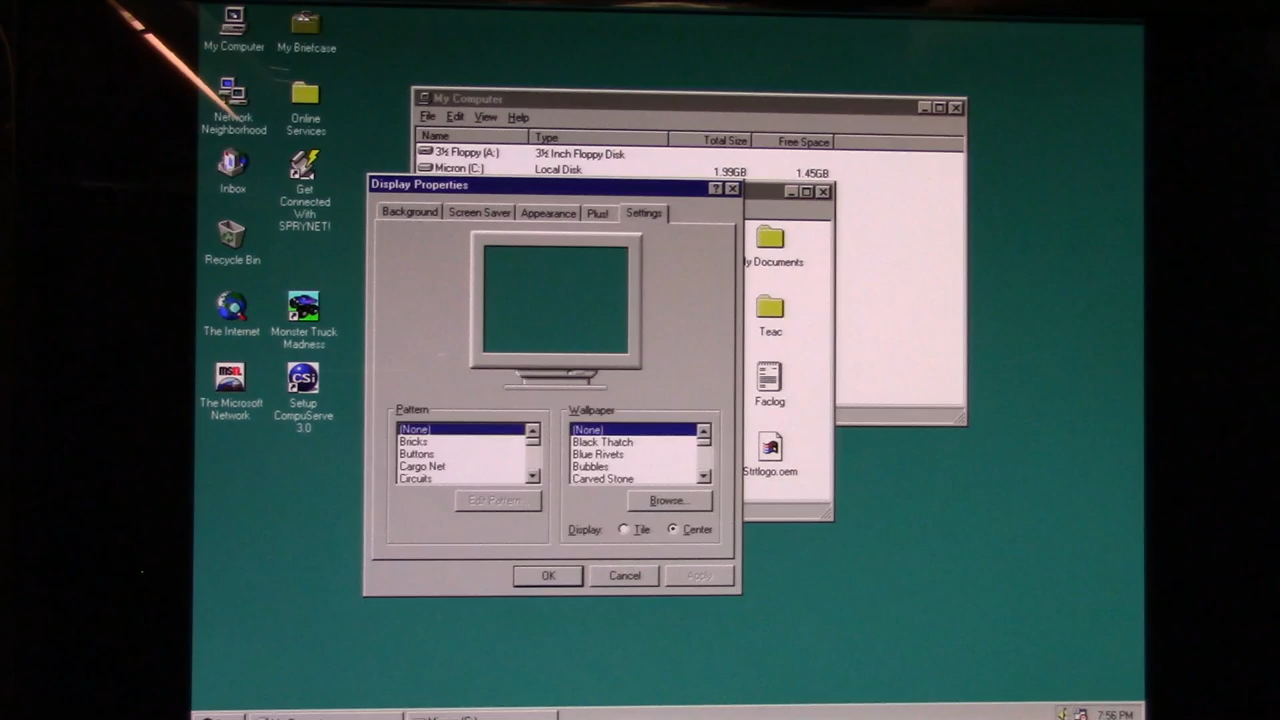 My Computer
My Briefcase
Network Neighborhood
Online Services
Inbox
Get Connected With SPRYNET!
Recycle Bin
The Internet
Monster Truck Madness
msn
The Microsoft Network
CSi
Setup CompuServe 3.0
My Computer
File Edit View Help
Name Type Total Size Free Space
3½ Floppy (A:) 3½ Inch Floppy Disk
Micron (C:) Local Disk 1.99GB 1.45GB
Display Properties
Background Screen Saver Appearance Plus! Settings
Pattern
(None)
Bricks
Buttons
Cargo Net
Circuits
Edit Pattern...
Wallpaper
(None)
Black Thatch
Blue Rivets
Bubbles
Carved Stone
Browse...
Display: Tile Center
OK Cancel Apply
My Documents
Teac
Faclog
Strtlogo.oem
7:56 PM